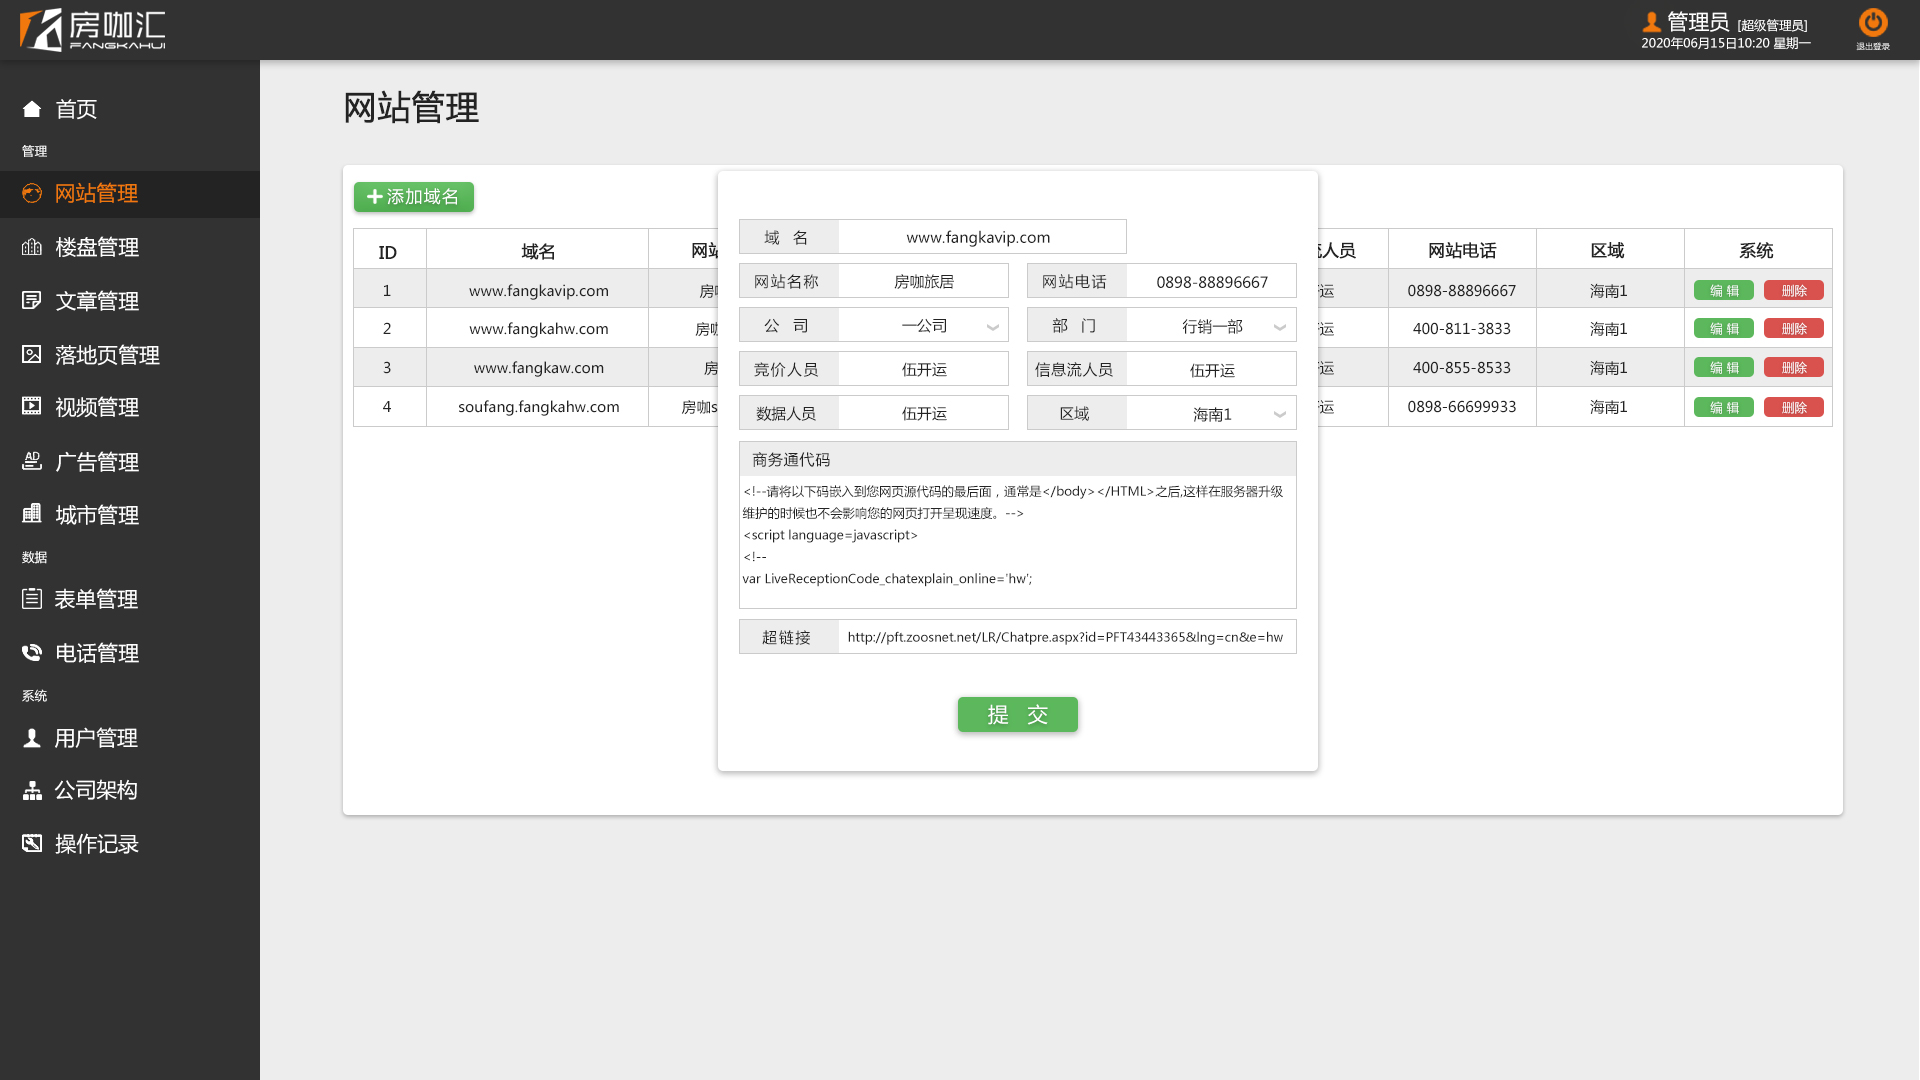 房咖汇
FANGKAHUI
管理员 [超级管理员]
2020年06月15日10:20 星期一
退出登录
首页
管理
网站管理
楼盘管理
文章管理
落地页管理
视频管理
广告管理
城市管理
数据
表单管理
电话管理
系统
用户管理
公司架构
操作记录
网站管理
添加域名
ID 域名 网站 人员 网站电话 区域 系统
1 www.fangkavip.com 房 运 0898-88896667 海南1 编 辑 删除
2 www.fangkahw.com 房咖 运 400-811-3833 海南1 编 辑 删除
3 www.fangkaw.com 房 运 400-855-8533 海南1 编 辑 删除
4 soufang.fangkahw.com 房咖s 运 0898-66699933 海南1 编 辑 删除
域 名 www.fangkavip.com
网站名称 房咖旅居 网站电话 0898-88896667
公 司 一公司 部 门 行销一部
竞价人员 伍开运 信息流人员 伍开运
数据人员 伍开运 区域 海南1
商务通代码
<!--请将以下码嵌入到您网页源代码的最后面，通常是</body></HTML>之后,这样在服务器升级
维护的时候也不会影响您的网页打开呈现速度。-->
<script language=javascript>
<!--
var LiveReceptionCode_chatexplain_online='hw';
超链接 http://pft.zoosnet.net/LR/Chatpre.aspx?id=PFT43443365&lng=cn&e=hw
提 交